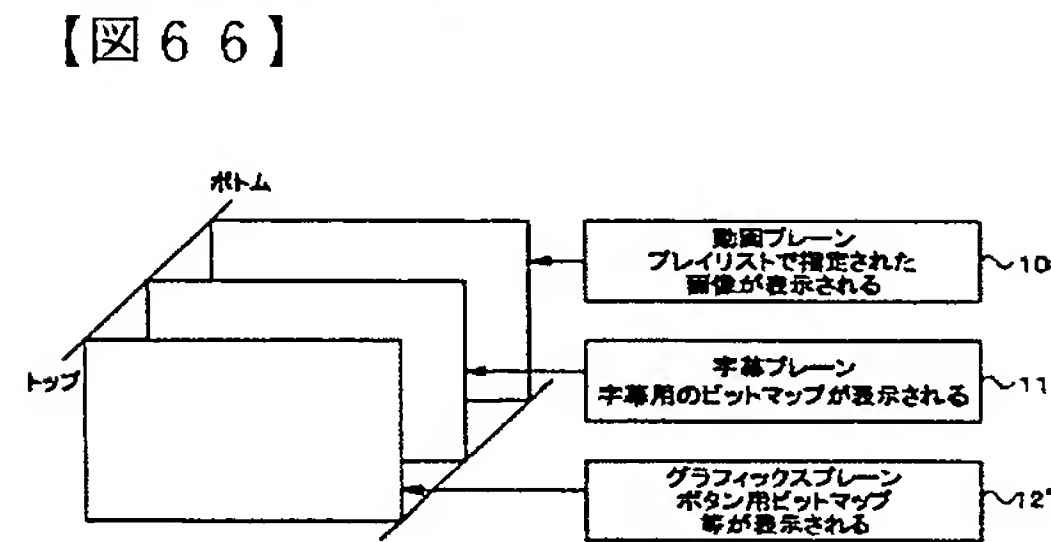 【図66】
ボトム
動画プレーン
プレイリストで指定された
画像が表示される
10
トップ
字幕プレーン
字幕用のビットマップが表示される
11
グラフィックスプレーン
ボタン用ビットマップ
等が表示される
12